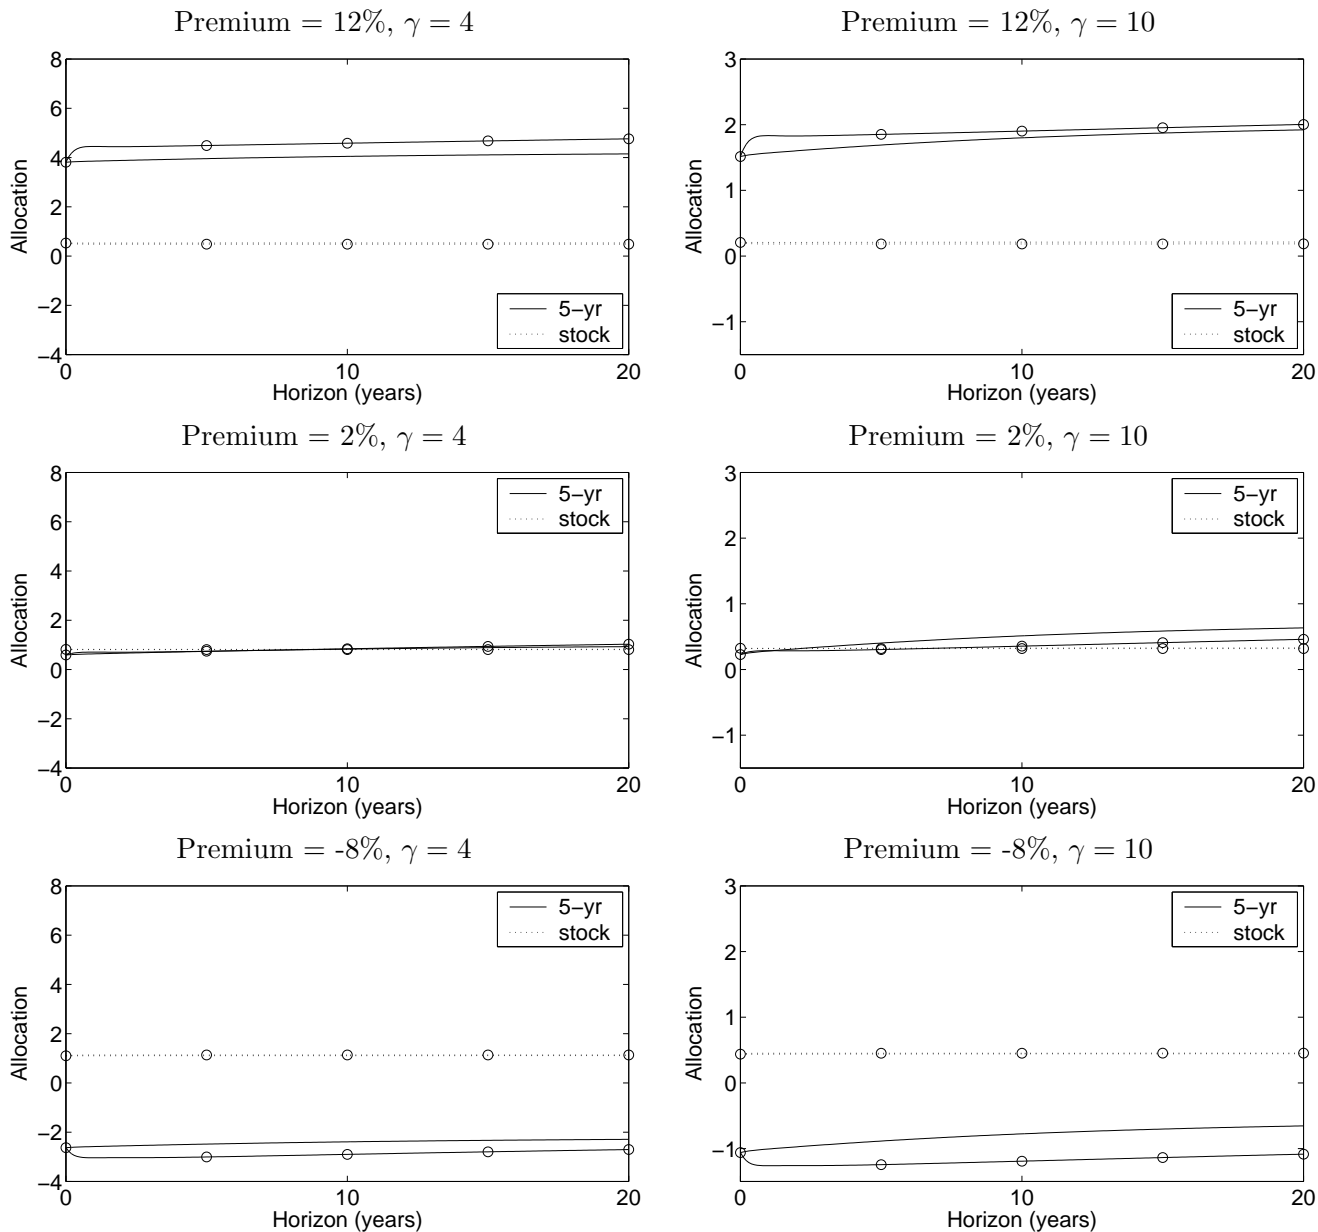 Premium = 12%, γ = 4
8
6
4
2
0
−2
−4
Allocation
0
10
20
Horizon (years)
5−yr
stock
Premium = 12%, γ = 10
3
2
1
0
−1
Allocation
0
10
20
Horizon (years)
5−yr
stock
Premium = 2%, γ = 4
8
6
4
2
0
−2
−4
Allocation
0
10
20
Horizon (years)
5−yr
stock
Premium = 2%, γ = 10
3
2
1
0
−1
Allocation
0
10
20
Horizon (years)
5−yr
stock
Premium = -8%, γ = 4
8
6
4
2
0
−2
−4
Allocation
0
10
20
Horizon (years)
5−yr
stock
Premium = -8%, γ = 10
3
2
1
0
−1
Allocation
0
10
20
Horizon (years)
5−yr
stock